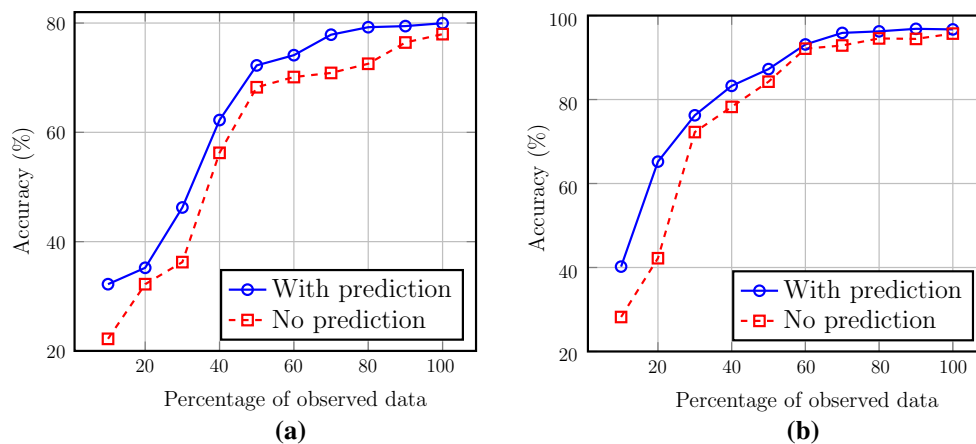 80
60
40
20
Accuracy (%)
With prediction
No prediction
20 40 60 80 100
Percentage of observed data
(a)
100
80
60
40
20
Accuracy (%)
With prediction
No prediction
20 40 60 80 100
Percentage of observed data
(b)